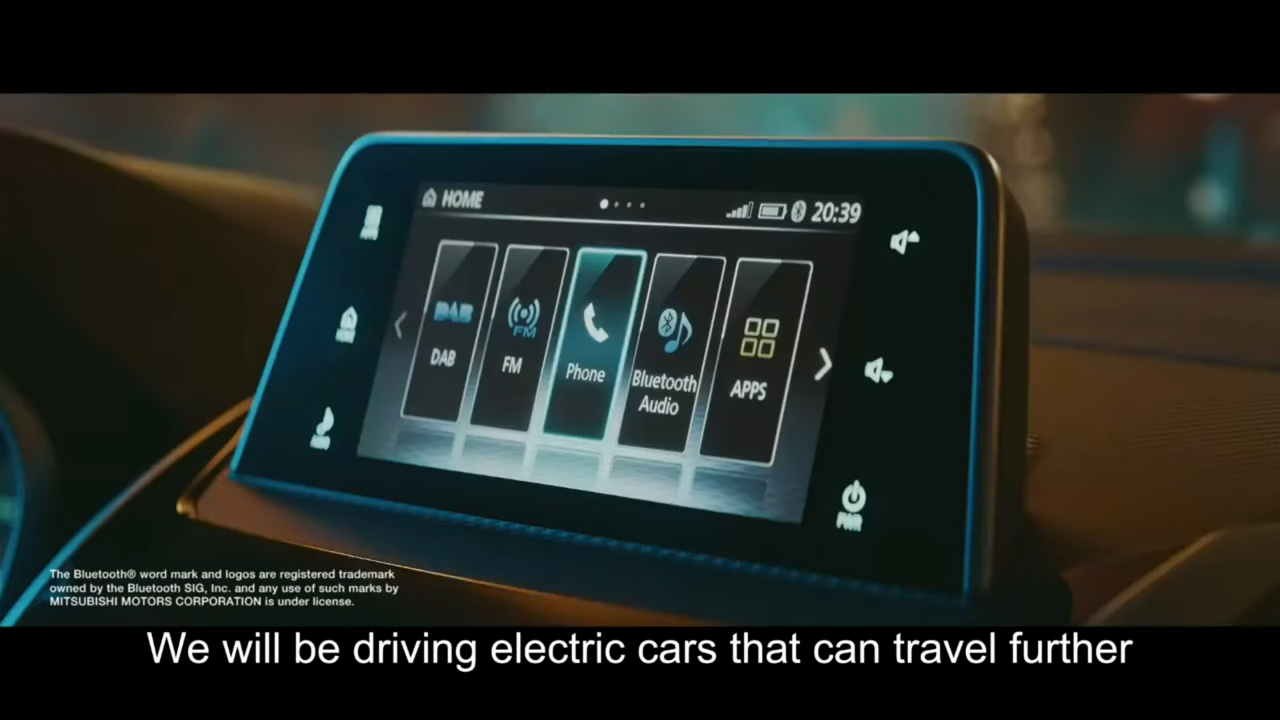 HOME
20:39
APPS
DAB
DAB
FM
FM
Phone
Bluetooth
Audio
APPS
HOME
PWR
The Bluetooth® word mark and logos are registered trademark
owned by the Bluetooth SIG, Inc. and any use of such marks by
MITSUBISHI MOTORS CORPORATION is under license.
We will be driving electric cars that can travel further